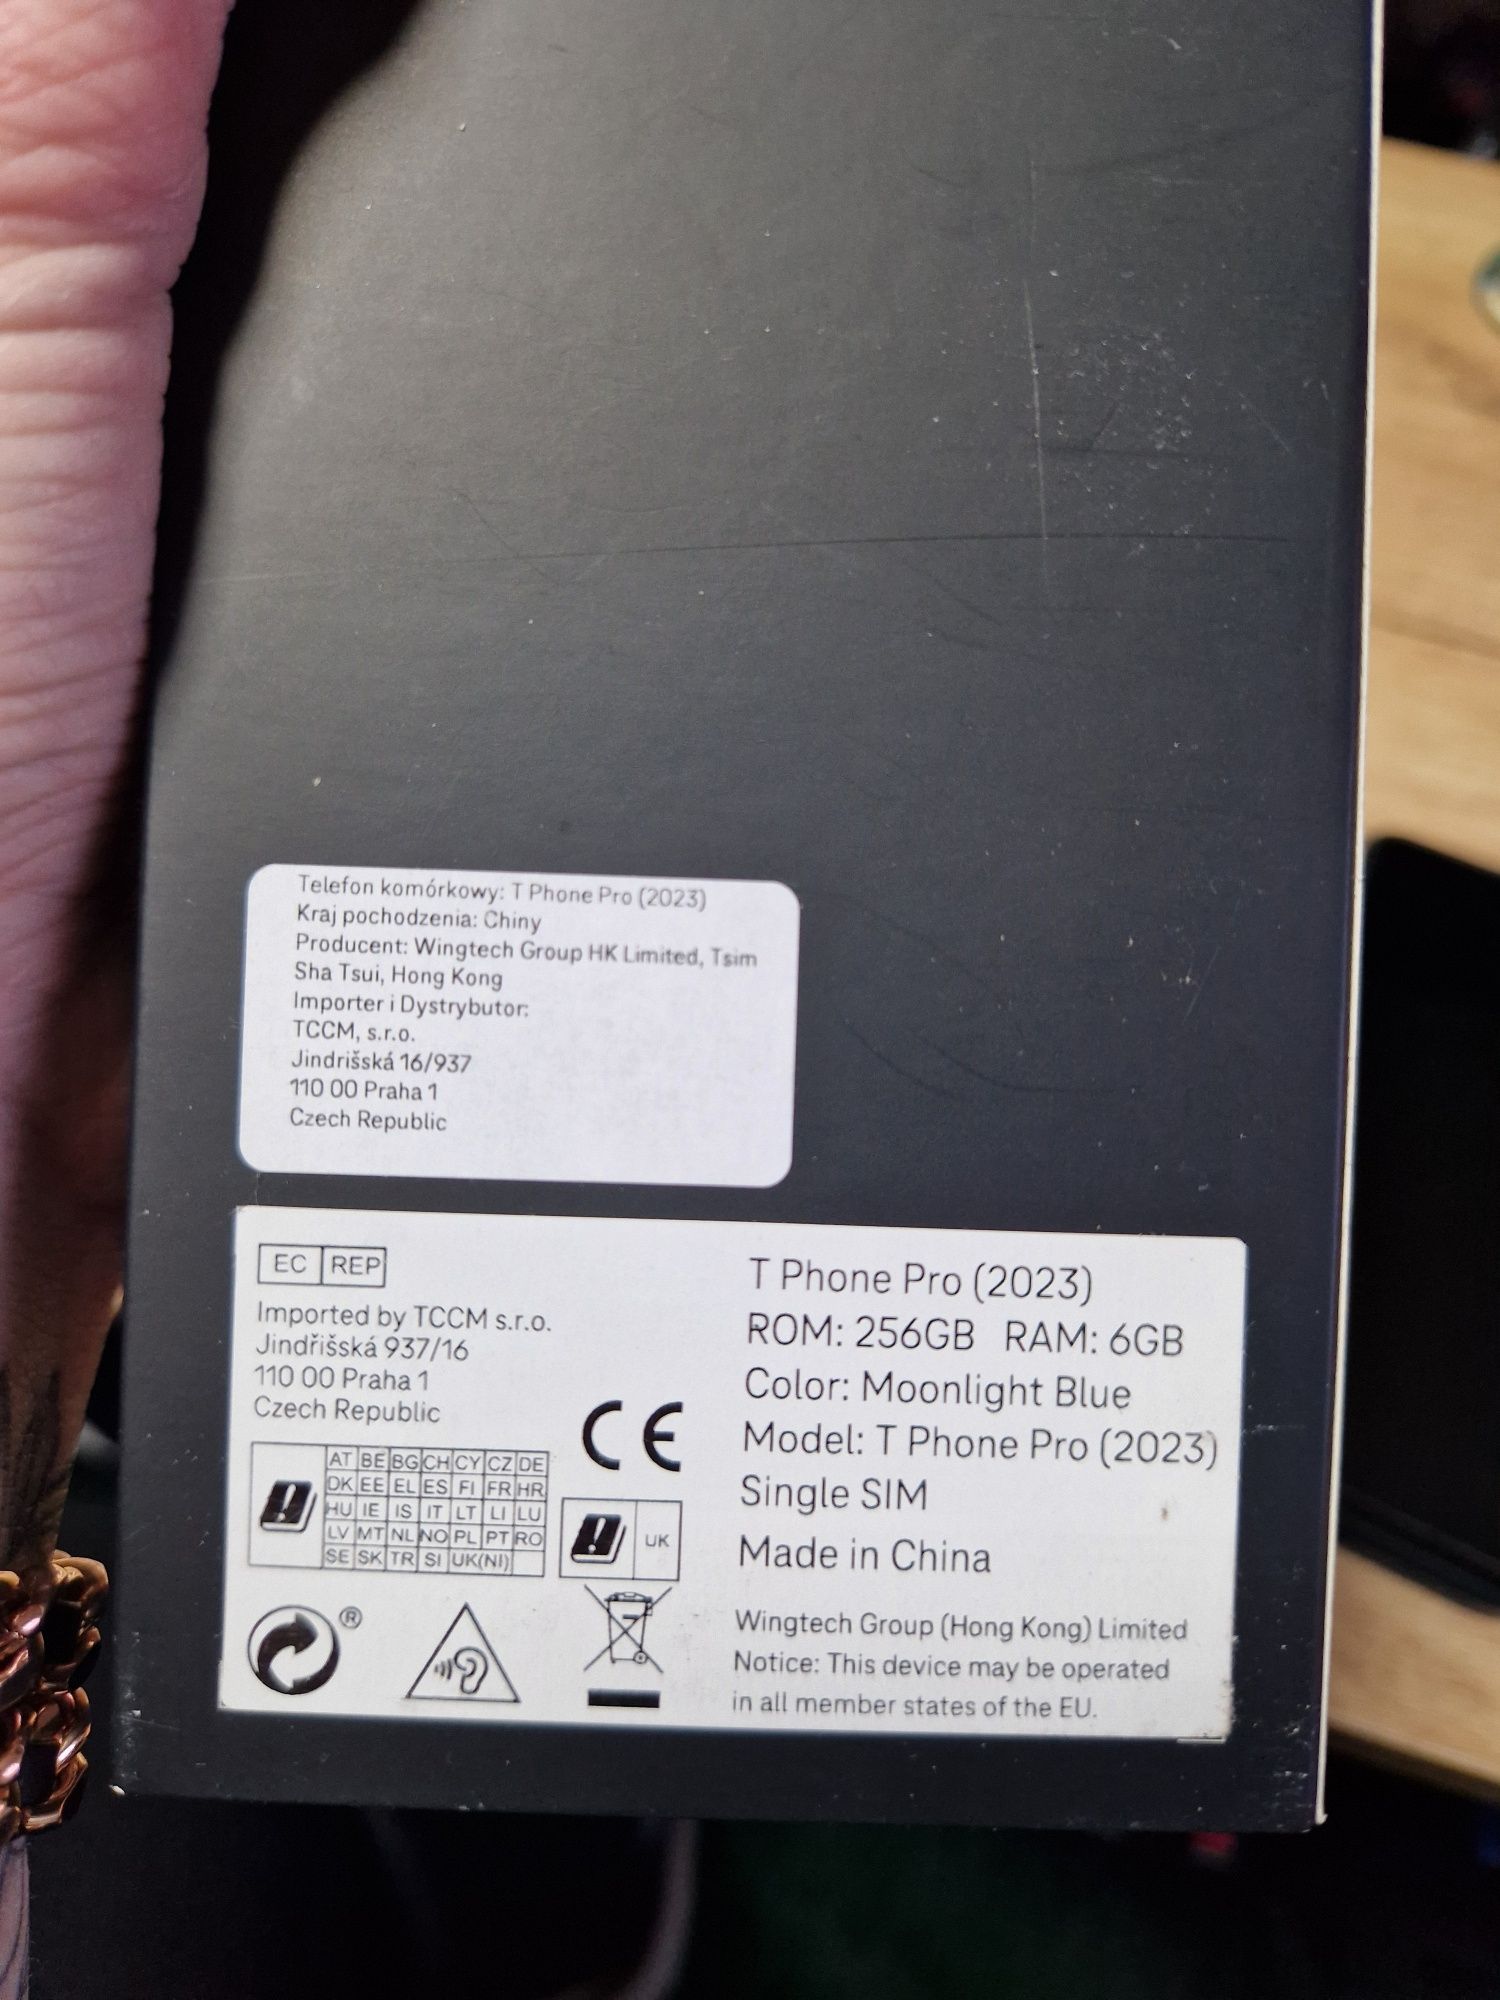 Telefon komórkowy: T Phone Pro (2023)
Kraj pochodzenia: Chiny
Producent: Wingtech Group HK Limited, Tsim
Sha Tsui, Hong Kong
Importer i Dystrybutor:
TCCM, s.r.o.
Jindrišská 16/937
110 00 Praha 1
Czech Republic
EC REP
Imported by TCCM s.r.o.
Jindřišská 937/16
110 00 Praha 1
Czech Republic
AT BE BG CH CY CZ DE
DK EE EL ES FI FR HR
HU IE IS IT LT LI LU
LV MT NL NO PL PT RO
SE SK TR SI UK(NI)
CE
UK
®
T Phone Pro (2023)
ROM: 256GB RAM: 6GB
Color: Moonlight Blue
Model: T Phone Pro (2023)
Single SIM
Made in China
Wingtech Group (Hong Kong) Limited
Notice: This device may be operated
in all member states of the EU.